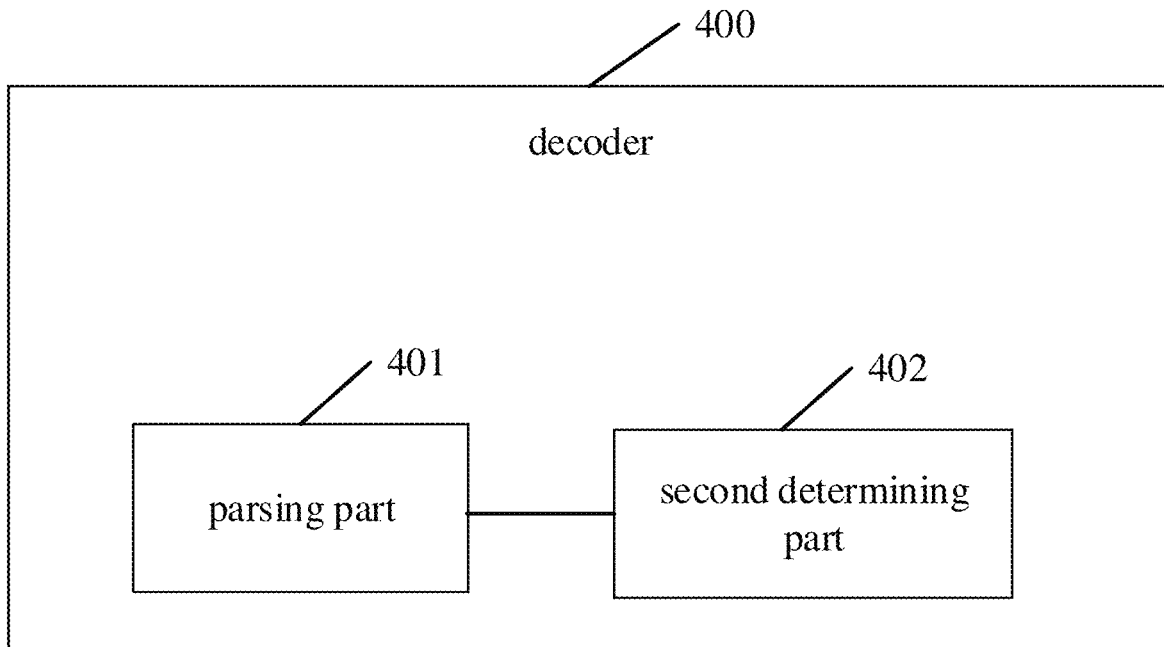 400
decoder
401
402
parsing part
second determining
part